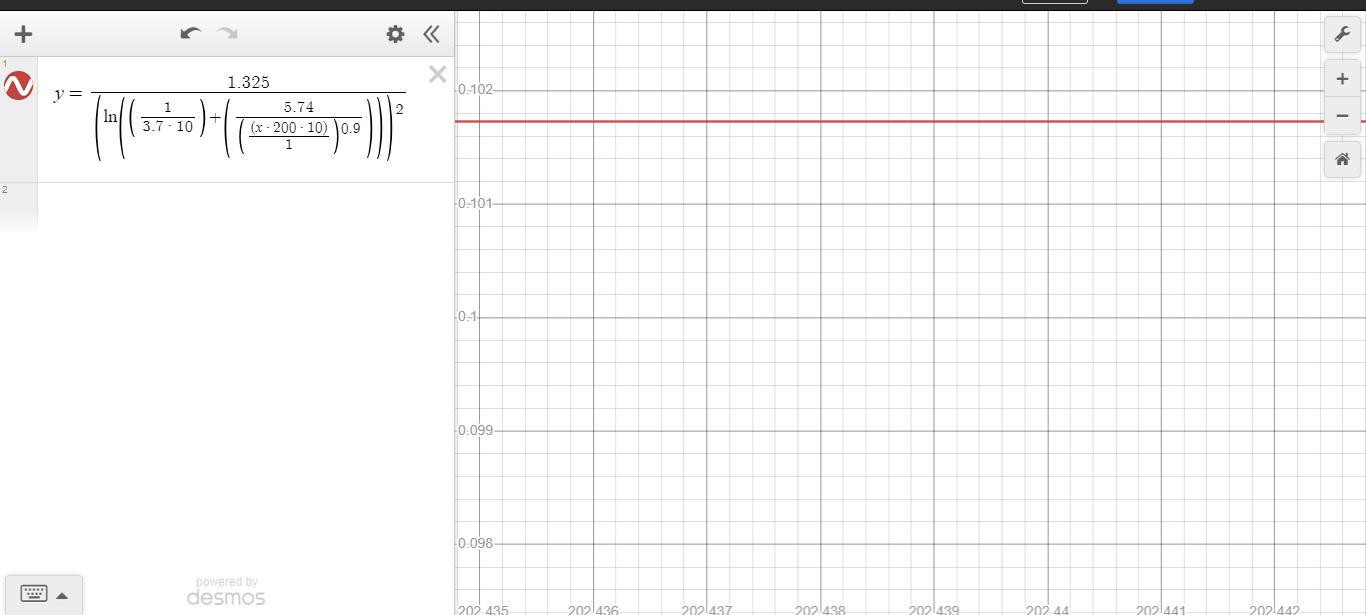 1
y = 1.325 / (ln((1 / 3.7 · 10) + (5.74 / ((x · 200 · 10) / 1)^0.9)))^2
2
0.102
0.101
0.1
0.099
0.098
202.435 202.436 202.437 202.438 202.439 202.44 202.441 202.442
powered by
desmos